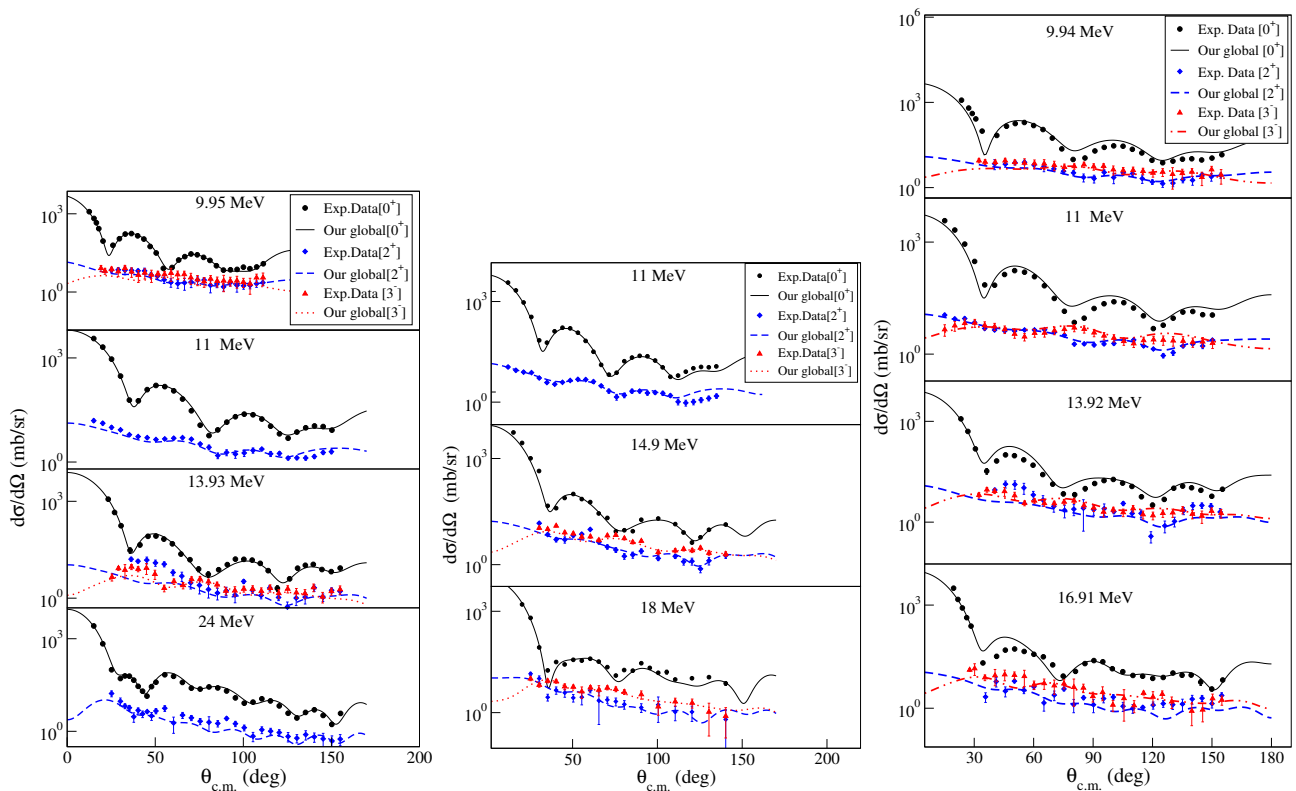 9.95 MeV
10^3
10^0
Exp.Data[0^+]
Our global[0^+]
Exp.Data[2^+]
Our global[2^+]
Exp.Data [3^-]
Our global[3^-]
11 MeV
10^3
10^0
13.93 MeV
10^3
10^0
24 MeV
10^3
10^0
0 50 100 150 200
θ_c.m. (deg)
dσ/dΩ (mb/sr)
11 MeV
10^3
10^0
Exp.Data[0^+]
Our global[0^+]
Exp.Data[2^+]
Our global[2^+]
Exp.Data[3^-]
Our global[3^-]
14.9 MeV
10^3
10^0
18 MeV
10^3
10^0
50 100 150 200
θ_c.m. (deg)
dσ/dΩ (mb/sr)
9.94 MeV
10^6
10^3
10^0
Exp. Data [0^+]
Our global [0^+]
Exp. Data [2^+]
Our global [2^+]
Exp. Data [3^-]
Our global [3^-]
11 MeV
10^3
10^0
13.92 MeV
10^3
10^0
16.91 MeV
10^3
10^0
30 60 90 120 150 180
θ_c.m. (deg)
dσ/dΩ (mb/sr)